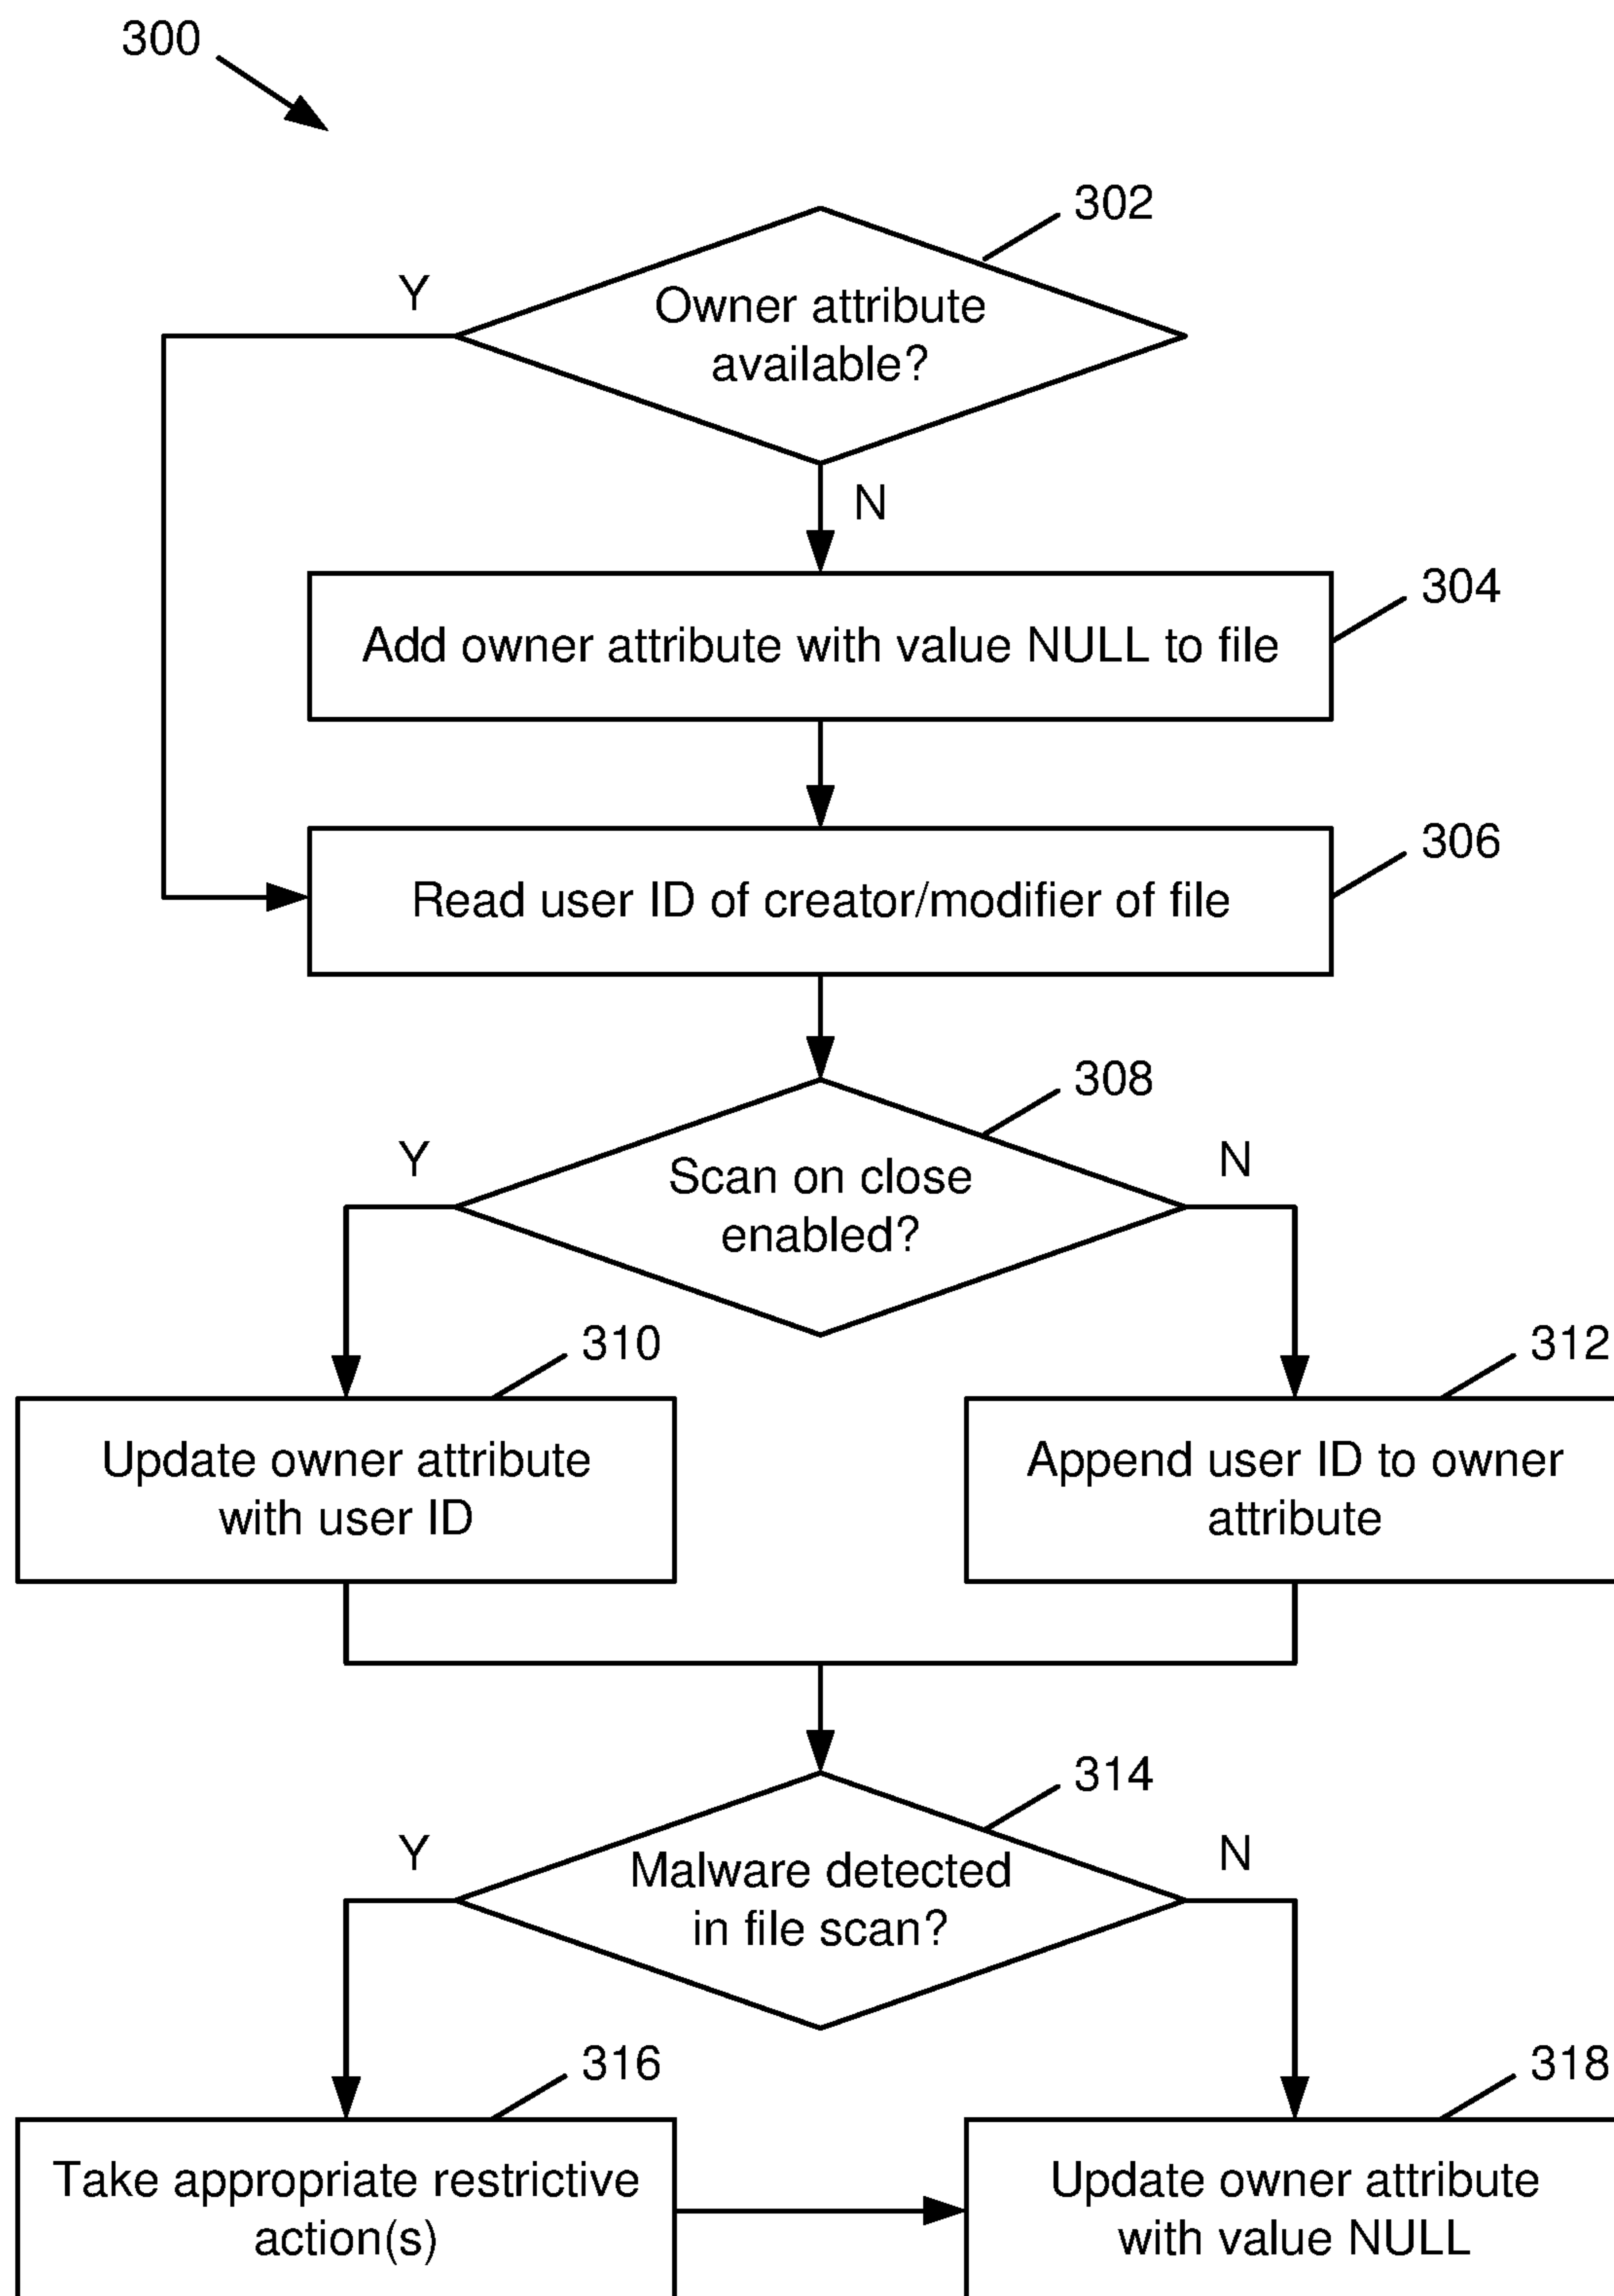 300
302
Y
Owner attribute
available?
N
304
Add owner attribute with value NULL to file
306
Read user ID of creator/modifier of file
308
Y
N
Scan on close
enabled?
310
312
Update owner attribute
with user ID
Append user ID to owner
attribute
314
Y
N
Malware detected
in file scan?
316
318
Take appropriate restrictive
action(s)
Update owner attribute
with value NULL